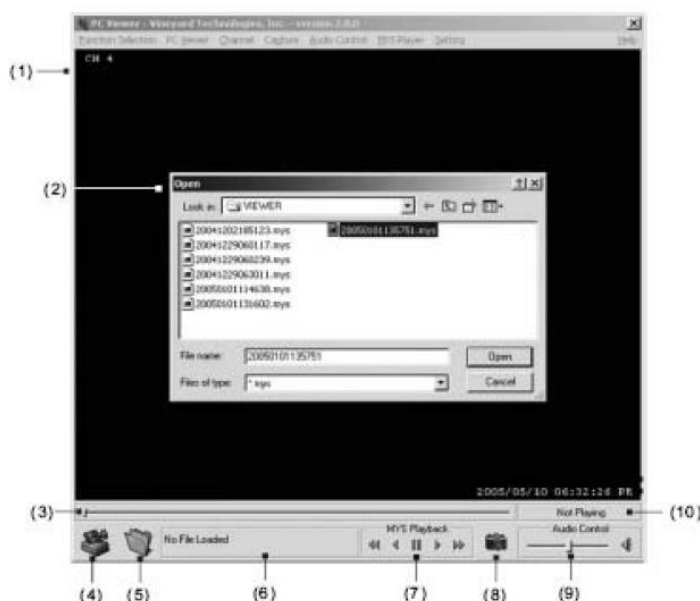 PC Viewer - Vineyard Technologies, Inc. - version: 2.0.0
Function Selection PC Viewer Channel Capture Audio Control MYS Player Setting Help
(1)
CH 4
(2)
Open
Look in: VIEWER
20041202185123.mys 20050101135751.mys
20041229060117.mys
20041229060239.mys
20041229063011.mys
20050101114638.mys
20050101131602.mys
File name: 20050101135751 Open
Files of type: *.mys Cancel
2005/05/10 06:32:26 PM
(3)
Not Playing
(10)
No File Loaded
MYS Playback
Audio Control
(4) (5) (6) (7) (8) (9)